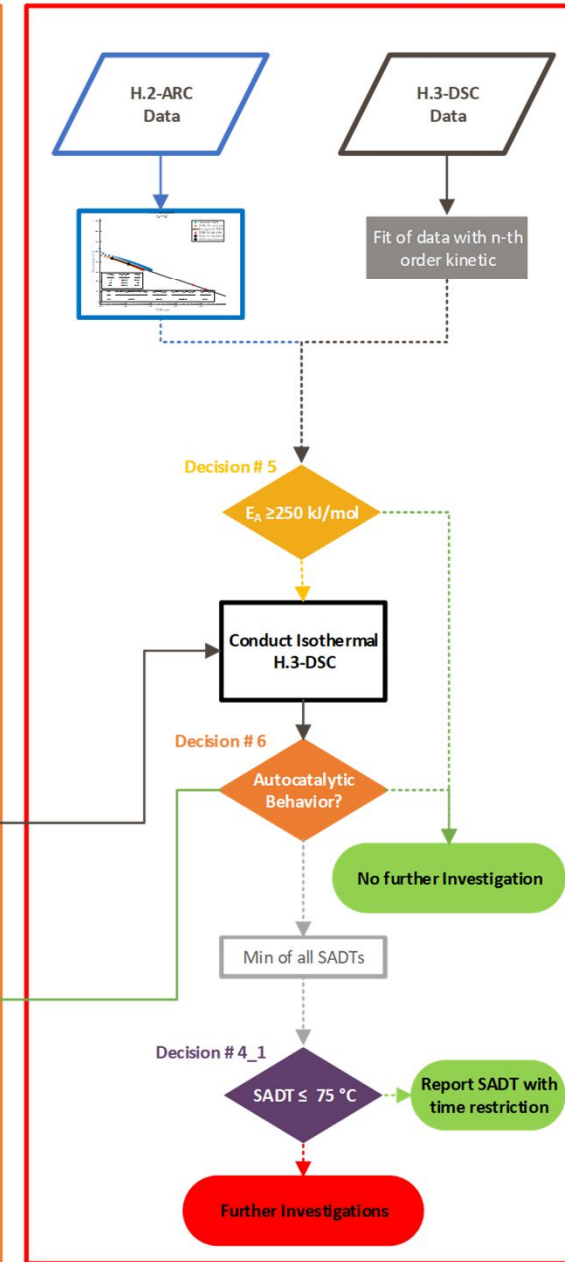 H.2-ARC
Data
H.3-DSC
Data
Fit of data with n-th
order kinetic
Decision # 5
E_A ≥250 kJ/mol
Conduct Isothermal
H.3-DSC
Decision # 6
Autocatalytic
Behavior?
No further Investigation
Min of all SADTs
Decision # 4_1
SADT ≤ 75 °C
Report SADT with
time restriction
Further Investigations